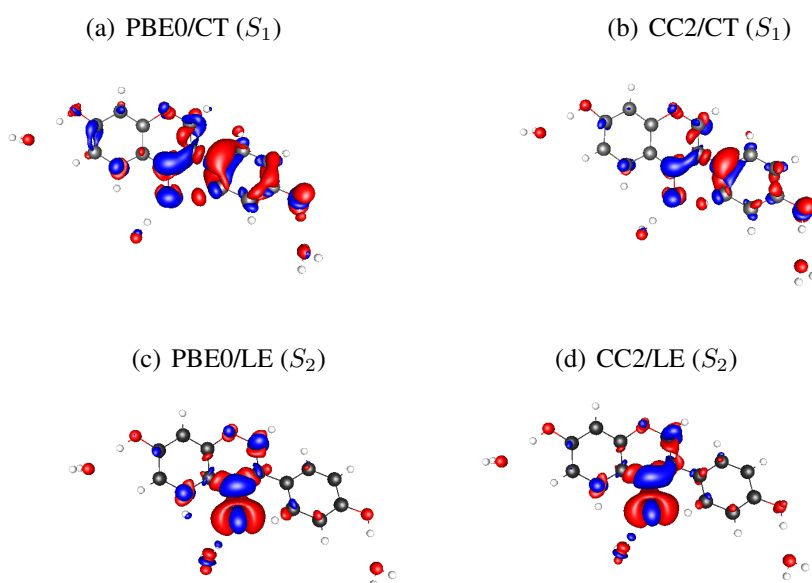 (a) PBE0/CT (S₁)
(b) CC2/CT (S₁)
(c) PBE0/LE (S₂)
(d) CC2/LE (S₂)